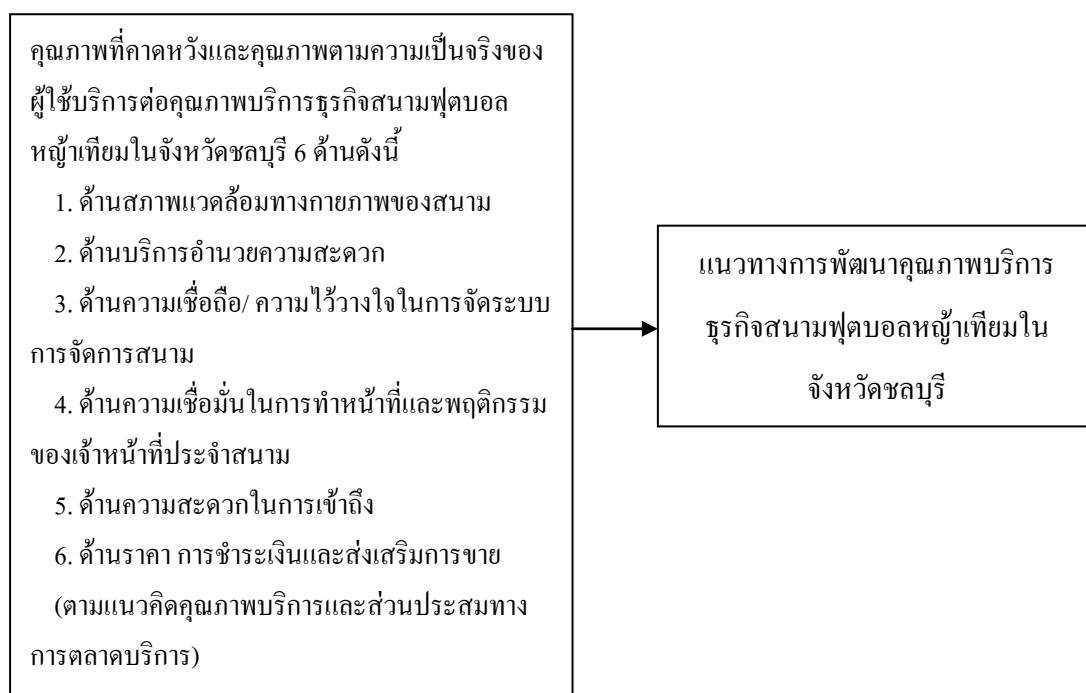 คุณภาพที่คาดหวังและคุณภาพตามความเป็นจริงของ
ผู้ใช้บริการต่อคุณภาพบริการธุรกิจสนามฟุตบอล
หญ้าเทียมในจังหวัดชลบุรี 6 ด้านดังนี้
1. ด้านสภาพแวดล้อมทางกายภาพของสนาม
2. ด้านบริการอำนวยความสะดวก
3. ด้านความเชื่อถือ/ ความไว้วางใจในการจัดระบบ
การจัดการสนาม
4. ด้านความเชื่อมั่นในการทำหน้าที่และพฤติกรรม
ของเจ้าหน้าที่ประจำสนาม
5. ด้านความสะดวกในการเข้าถึง
6. ด้านราคา การชำระเงินและส่งเสริมการขาย
(ตามแนวคิดคุณภาพบริการและส่วนประสมทาง
การตลาดบริการ)
แนวทางการพัฒนาคุณภาพบริการ
ธุรกิจสนามฟุตบอลหญ้าเทียมใน
จังหวัดชลบุรี